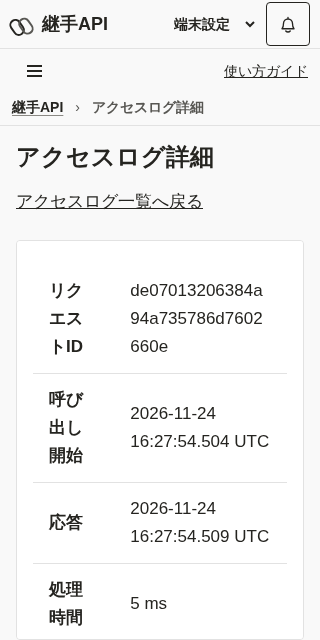 継手API
端末設定
使い方ガイド
継手API › アクセスログ詳細
アクセスログ詳細
アクセスログ一覧へ戻る
リク
エス
トID
de07013206384a
94a735786d7602
660e
呼び
出し
開始
2026-11-24
16:27:54.504 UTC
応答
2026-11-24
16:27:54.509 UTC
処理
時間
5 ms